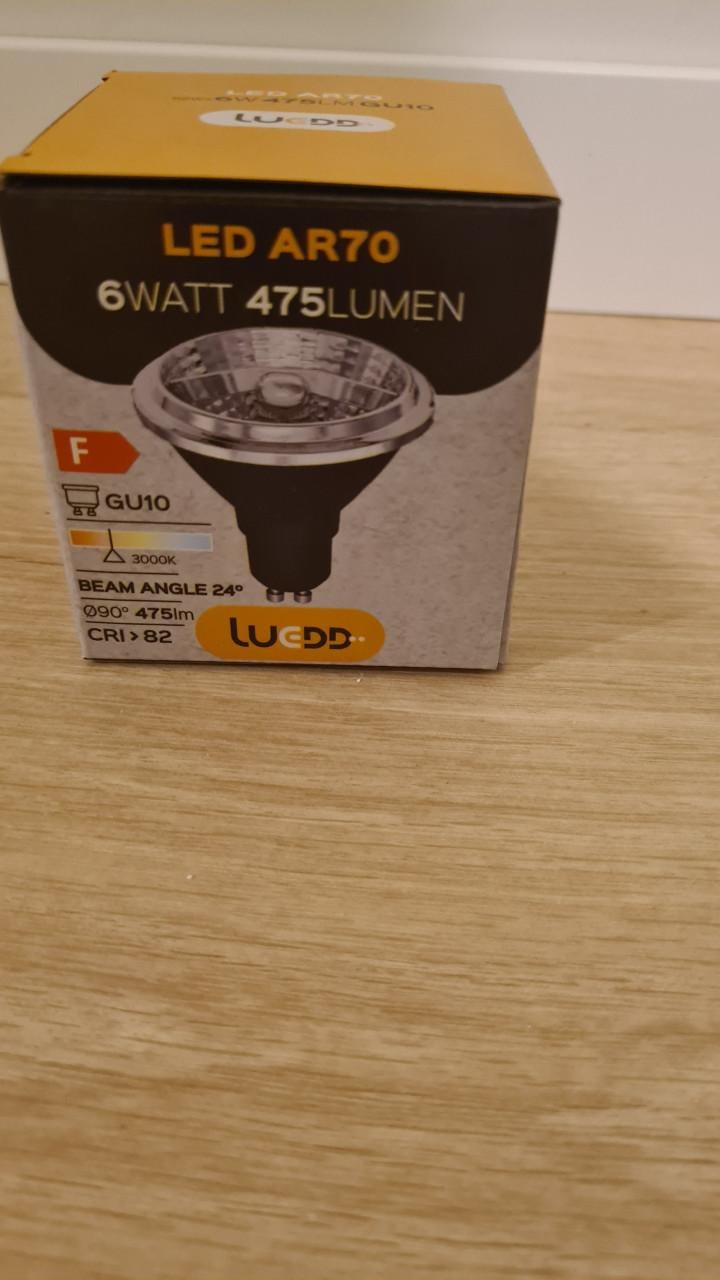 LED AR70
6W 475LM GU10
LUEDD
LED AR70
6WATT 475LUMEN
F
GU10
3000K
BEAM ANGLE 24°
Ø90° 475lm
CRI > 82
LUEDD